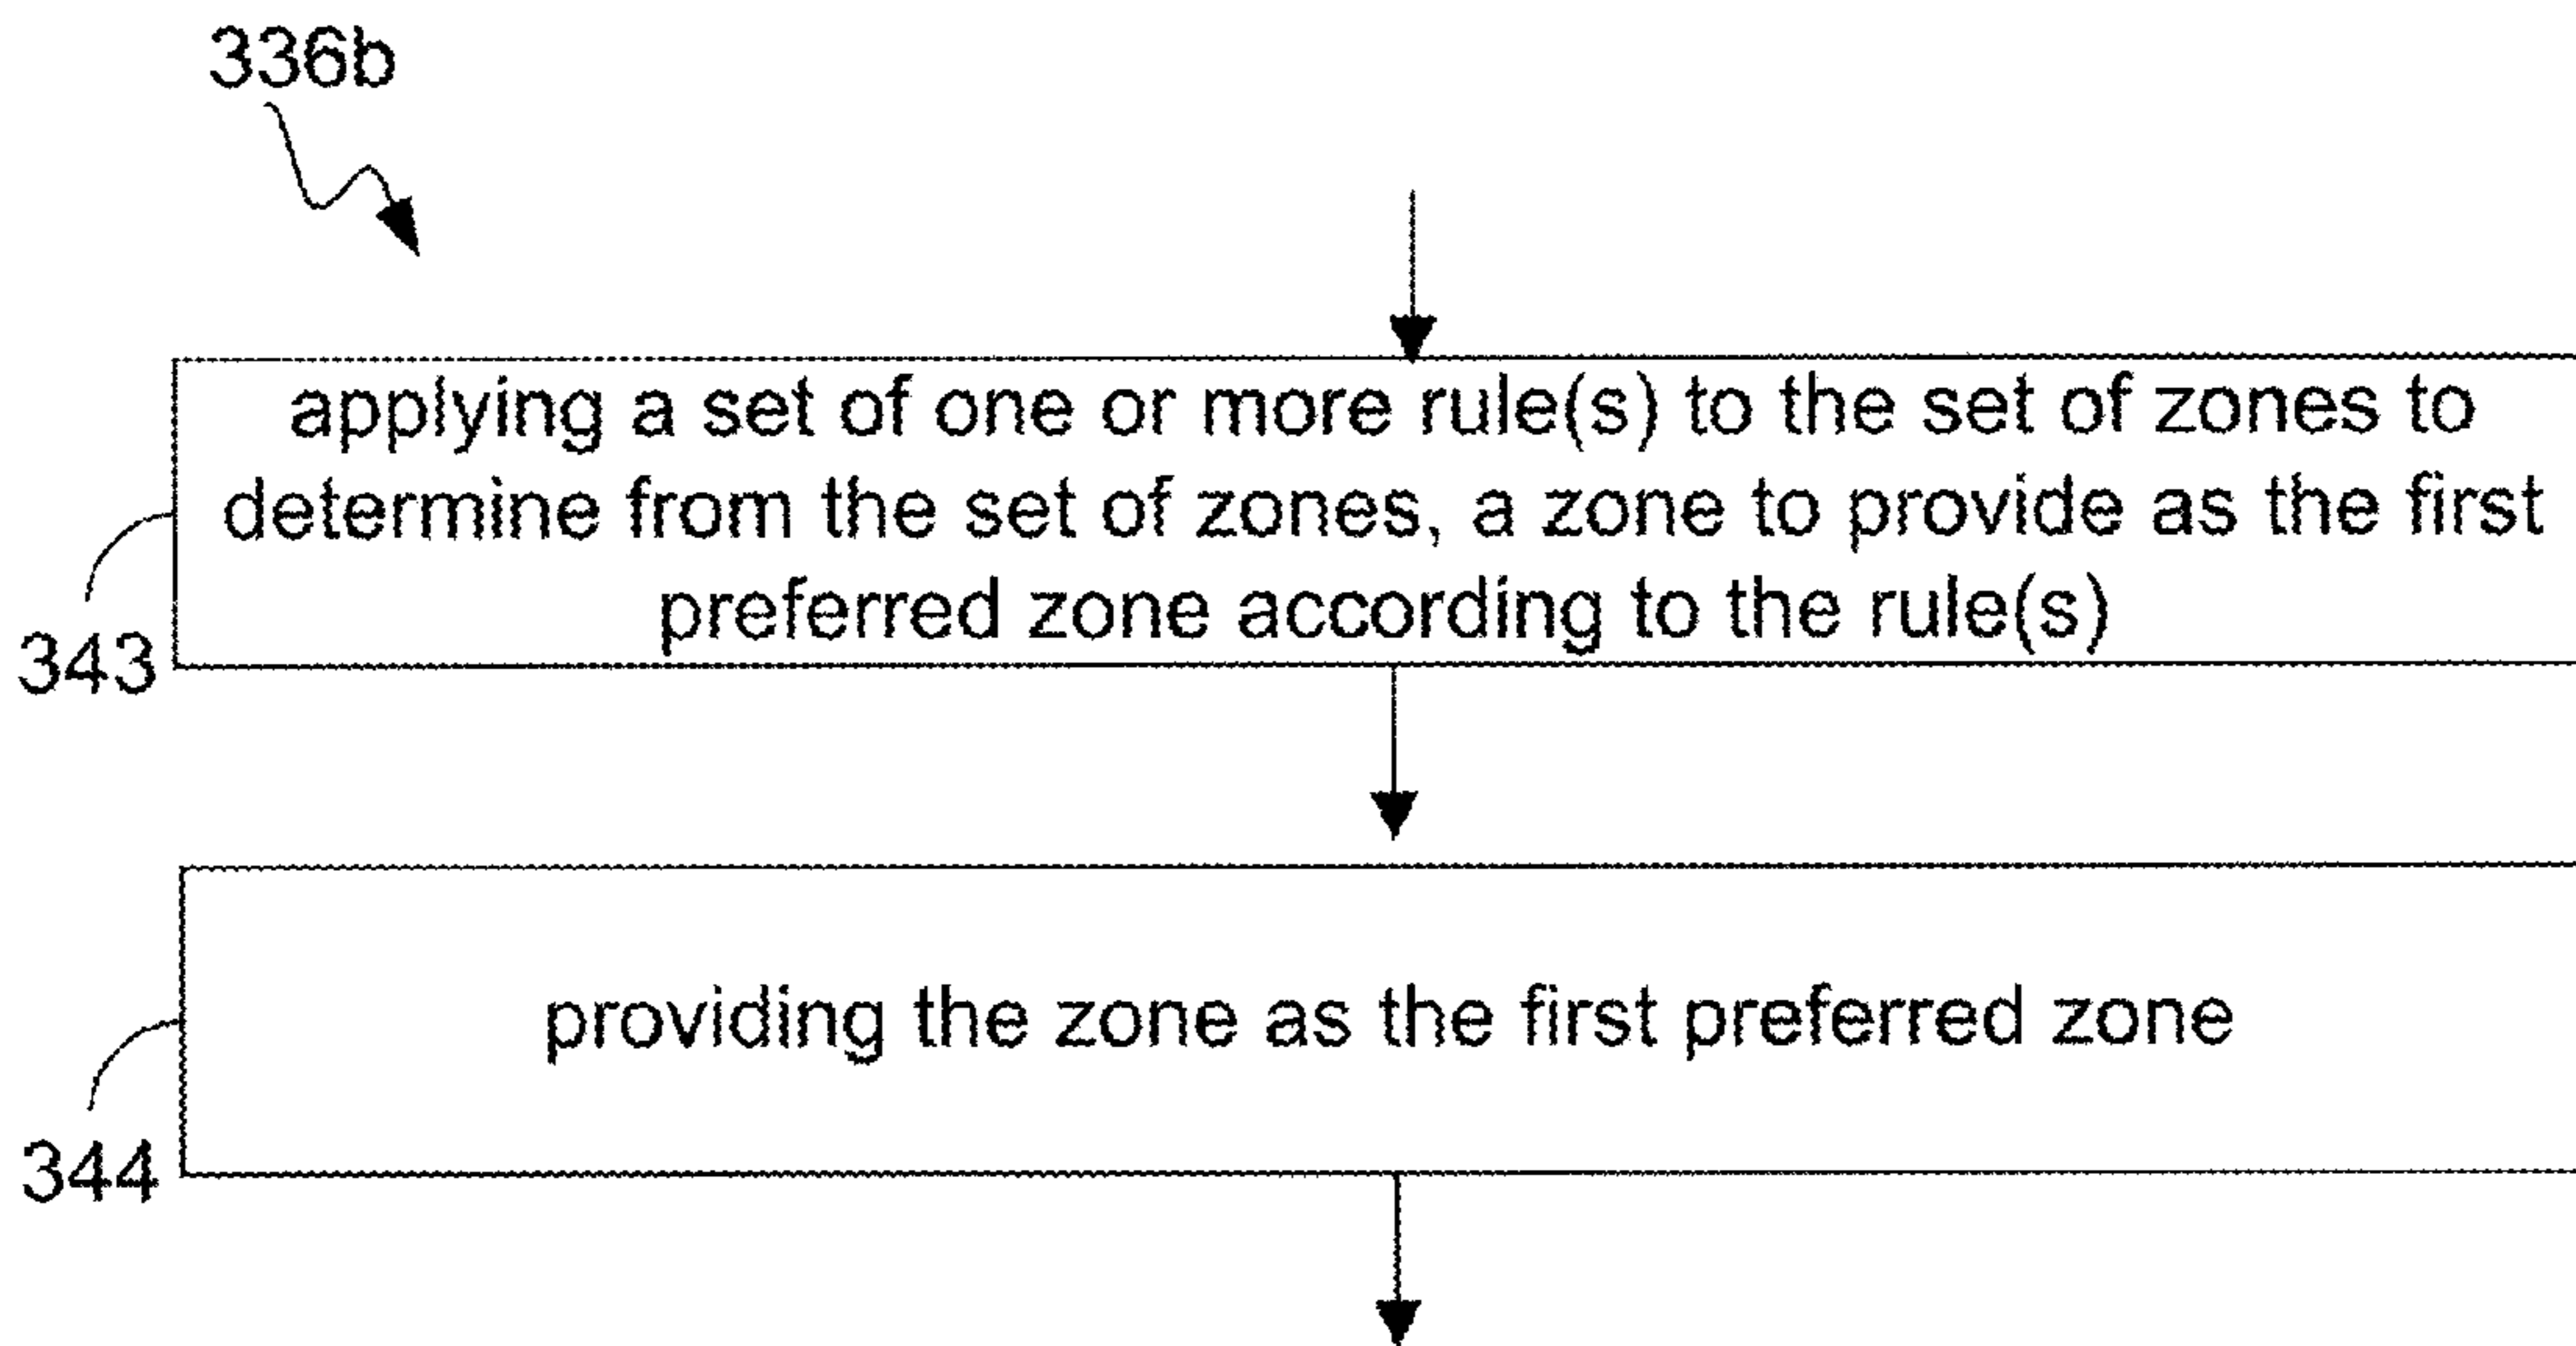 336b
applying a set of one or more rule(s) to the set of zones to
determine from the set of zones, a zone to provide as the first
preferred zone according to the rule(s)
343
providing the zone as the first preferred zone
344